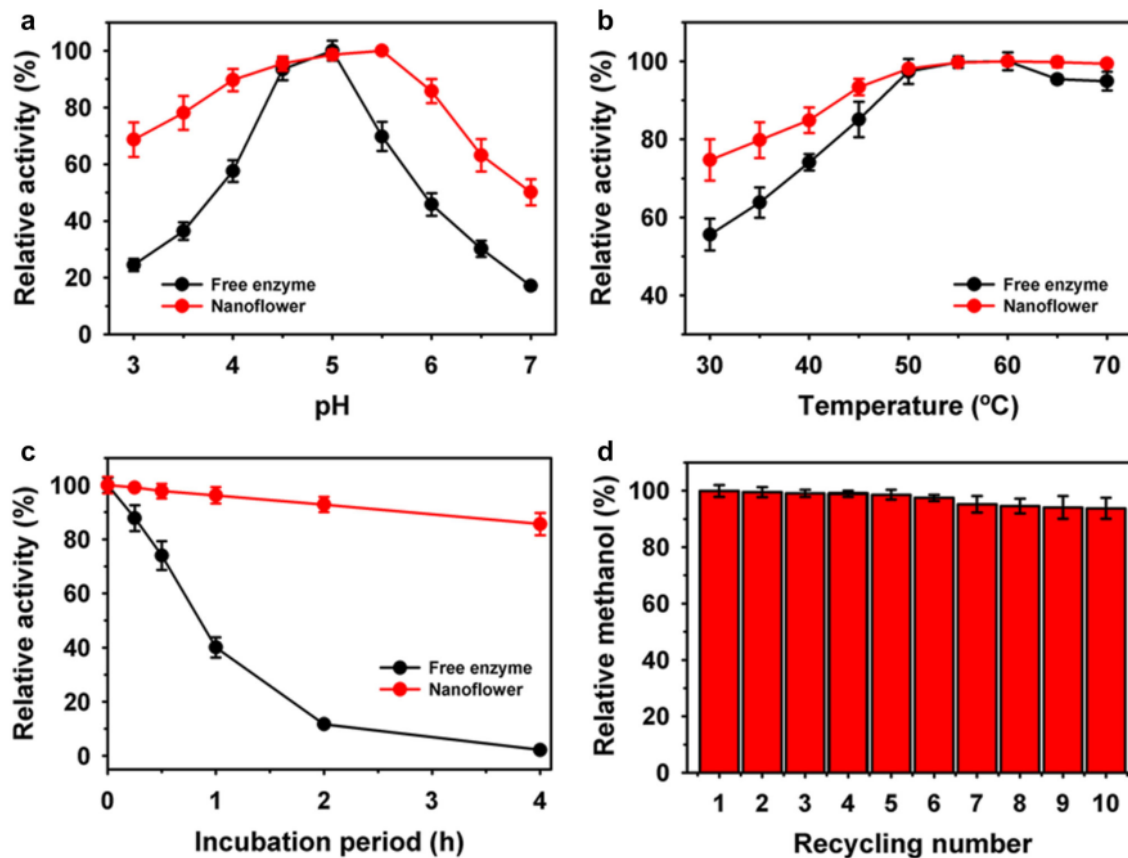 a
Relative activity (%)
100
80
60
40
20
0
Free enzyme
Nanoflower
3 4 5 6 7
pH
b
Relative activity (%)
100
80
60
40
Free enzyme
Nanoflower
30 40 50 60 70
Temperature (ºC)
c
Relative activity (%)
100
80
60
40
20
0
Free enzyme
Nanoflower
0 1 2 3 4
Incubation period (h)
d
Relative methanol (%)
100
80
60
40
20
0
1 2 3 4 5 6 7 8 9 10
Recycling number